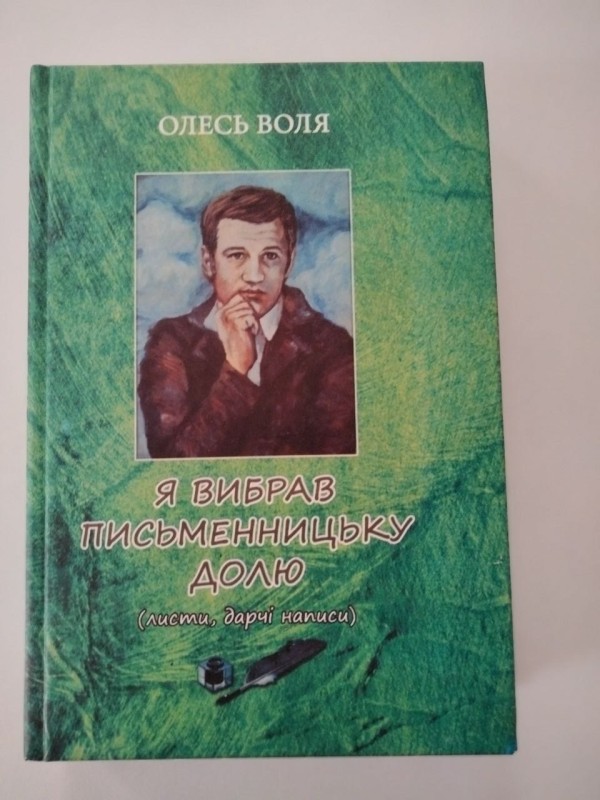 ОЛЕСЬ ВОЛЯ
Я ВИБРАВ
ПИСЬМЕННИЦЬКУ
ДОЛЮ
(листи, дарчі написи)